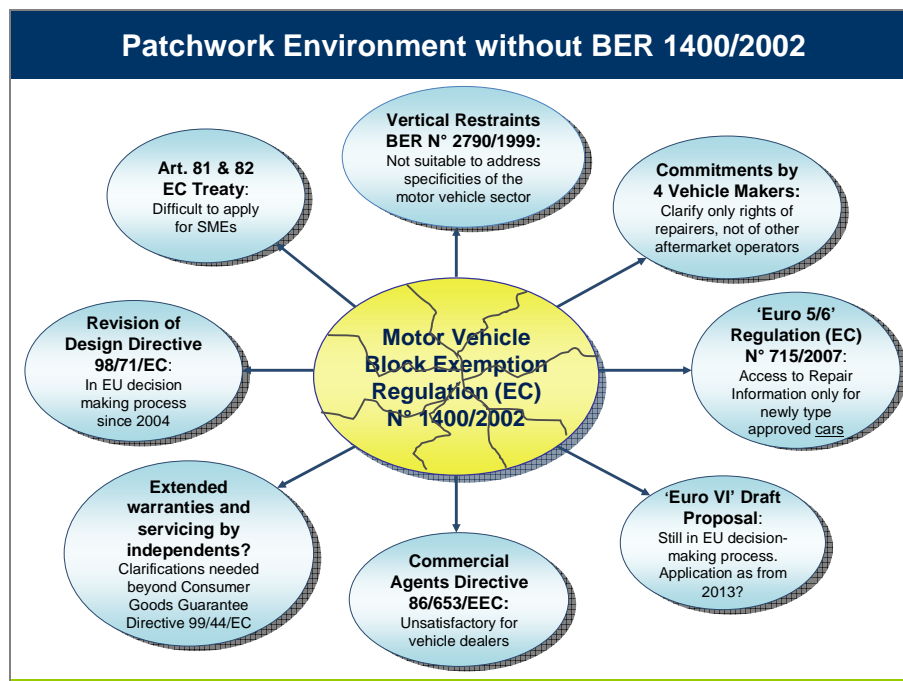 Patchwork Environment without BER 1400/2002
Vertical Restraints
BER N° 2790/1999:
Not suitable to address
specificities of the
motor vehicle sector
Art. 81 & 82
EC Treaty:
Difficult to apply
for SMEs
Commitments by
4 Vehicle Makers:
Clarify only rights of
repairers, not of other
aftermarket operators
Motor Vehicle
Block Exemption
Regulation (EC)
N° 1400/2002
Revision of
Design Directive
98/71/EC:
In EU decision
making process
since 2004
‘Euro 5/6’
Regulation (EC)
N° 715/2007:
Access to Repair
Information only for
newly type
approved cars
Extended
warranties and
servicing by
independents?
Clarifications needed
beyond Consumer
Goods Guarantee
Directive 99/44/EC
Commercial
Agents Directive
86/653/EEC:
Unsatisfactory for
vehicle dealers
‘Euro VI’ Draft
Proposal:
Still in EU decision-
making process.
Application as from
2013?